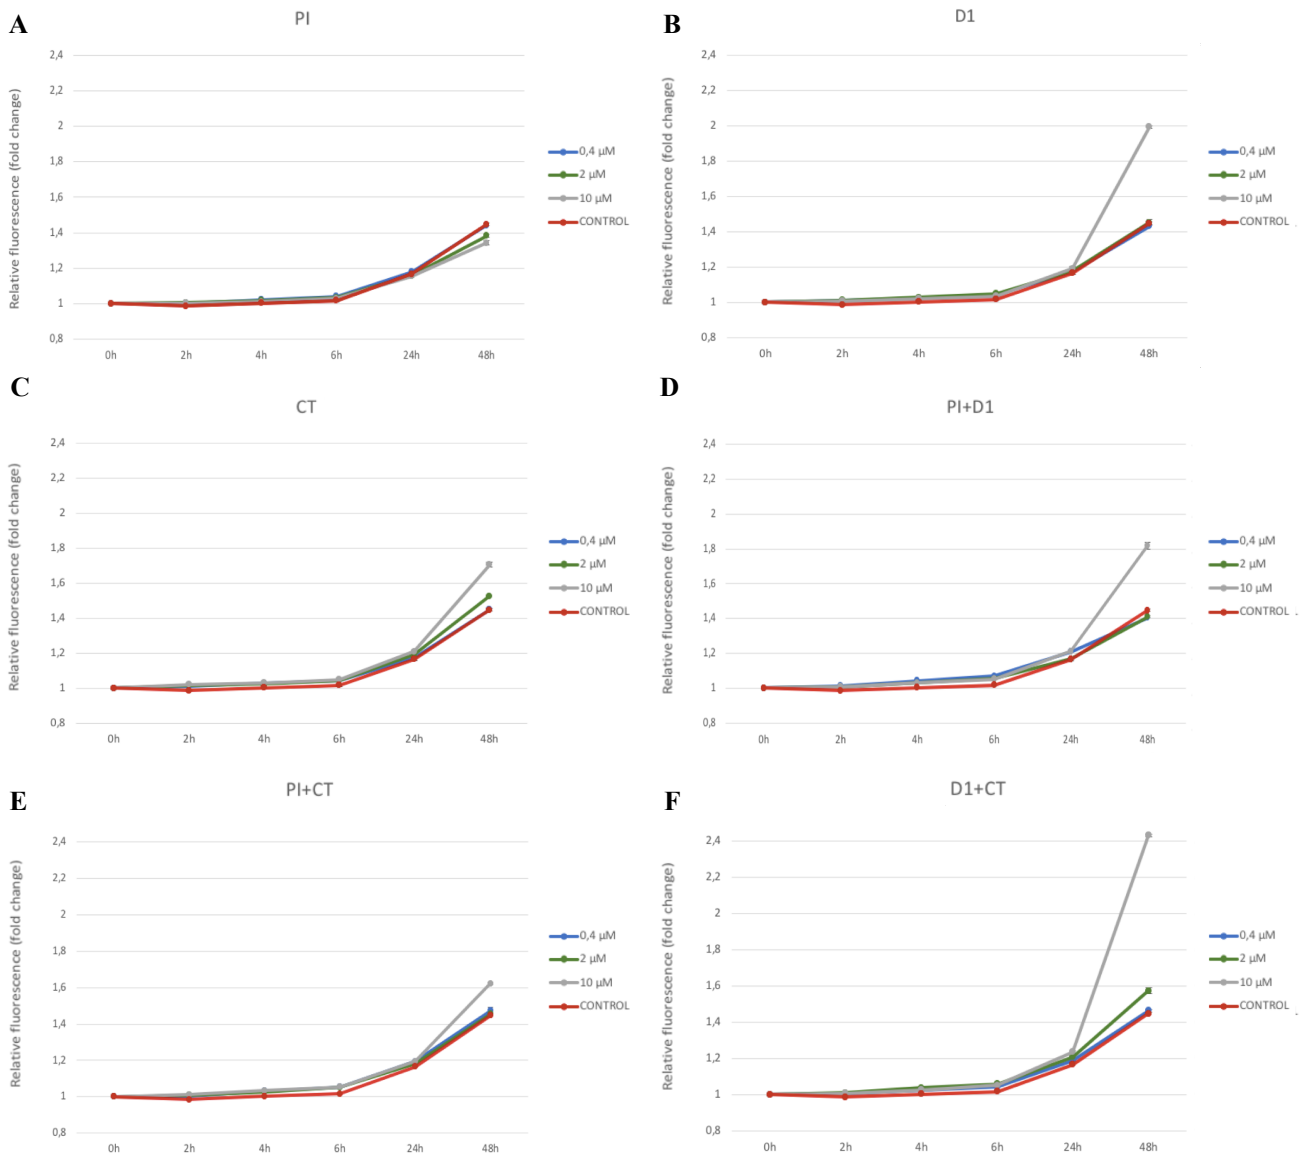 A
PI
Relative fluorescence (fold change)
2,4
2,2
2
1,8
1,6
1,4
1,2
1
0,8
0h 2h 4h 6h 24h 48h
0,4 µM
2 µM
10 µM
CONTROL
B
D1
Relative fluorescence (fold change)
2,4
2,2
2
1,8
1,6
1,4
1,2
1
0,8
0h 2h 4h 6h 24h 48h
0,4 µM
2 µM
10 µM
CONTROL
C
CT
Relative fluorescence (fold change)
2,4
2,2
2
1,8
1,6
1,4
1,2
1
0,8
0h 2h 4h 6h 24h 48h
0,4 µM
2 µM
10 µM
CONTROL
D
PI+D1
Relative fluorescence (fold change)
2,4
2,2
2
1,8
1,6
1,4
1,2
1
0,8
0h 2h 4h 6h 24h 48h
0,4 µM
2 µM
10 µM
CONTROL
E
PI+CT
Relative fluorescence (fold change)
2,4
2,2
2
1,8
1,6
1,4
1,2
1
0,8
0h 2h 4h 6h 24h 48h
0,4 µM
2 µM
10 µM
CONTROL
F
D1+CT
Relative fluorescence (fold change)
2,4
2,2
2
1,8
1,6
1,4
1,2
1
0,8
0h 2h 4h 6h 24h 48h
0,4 µM
2 µM
10 µM
CONTROL